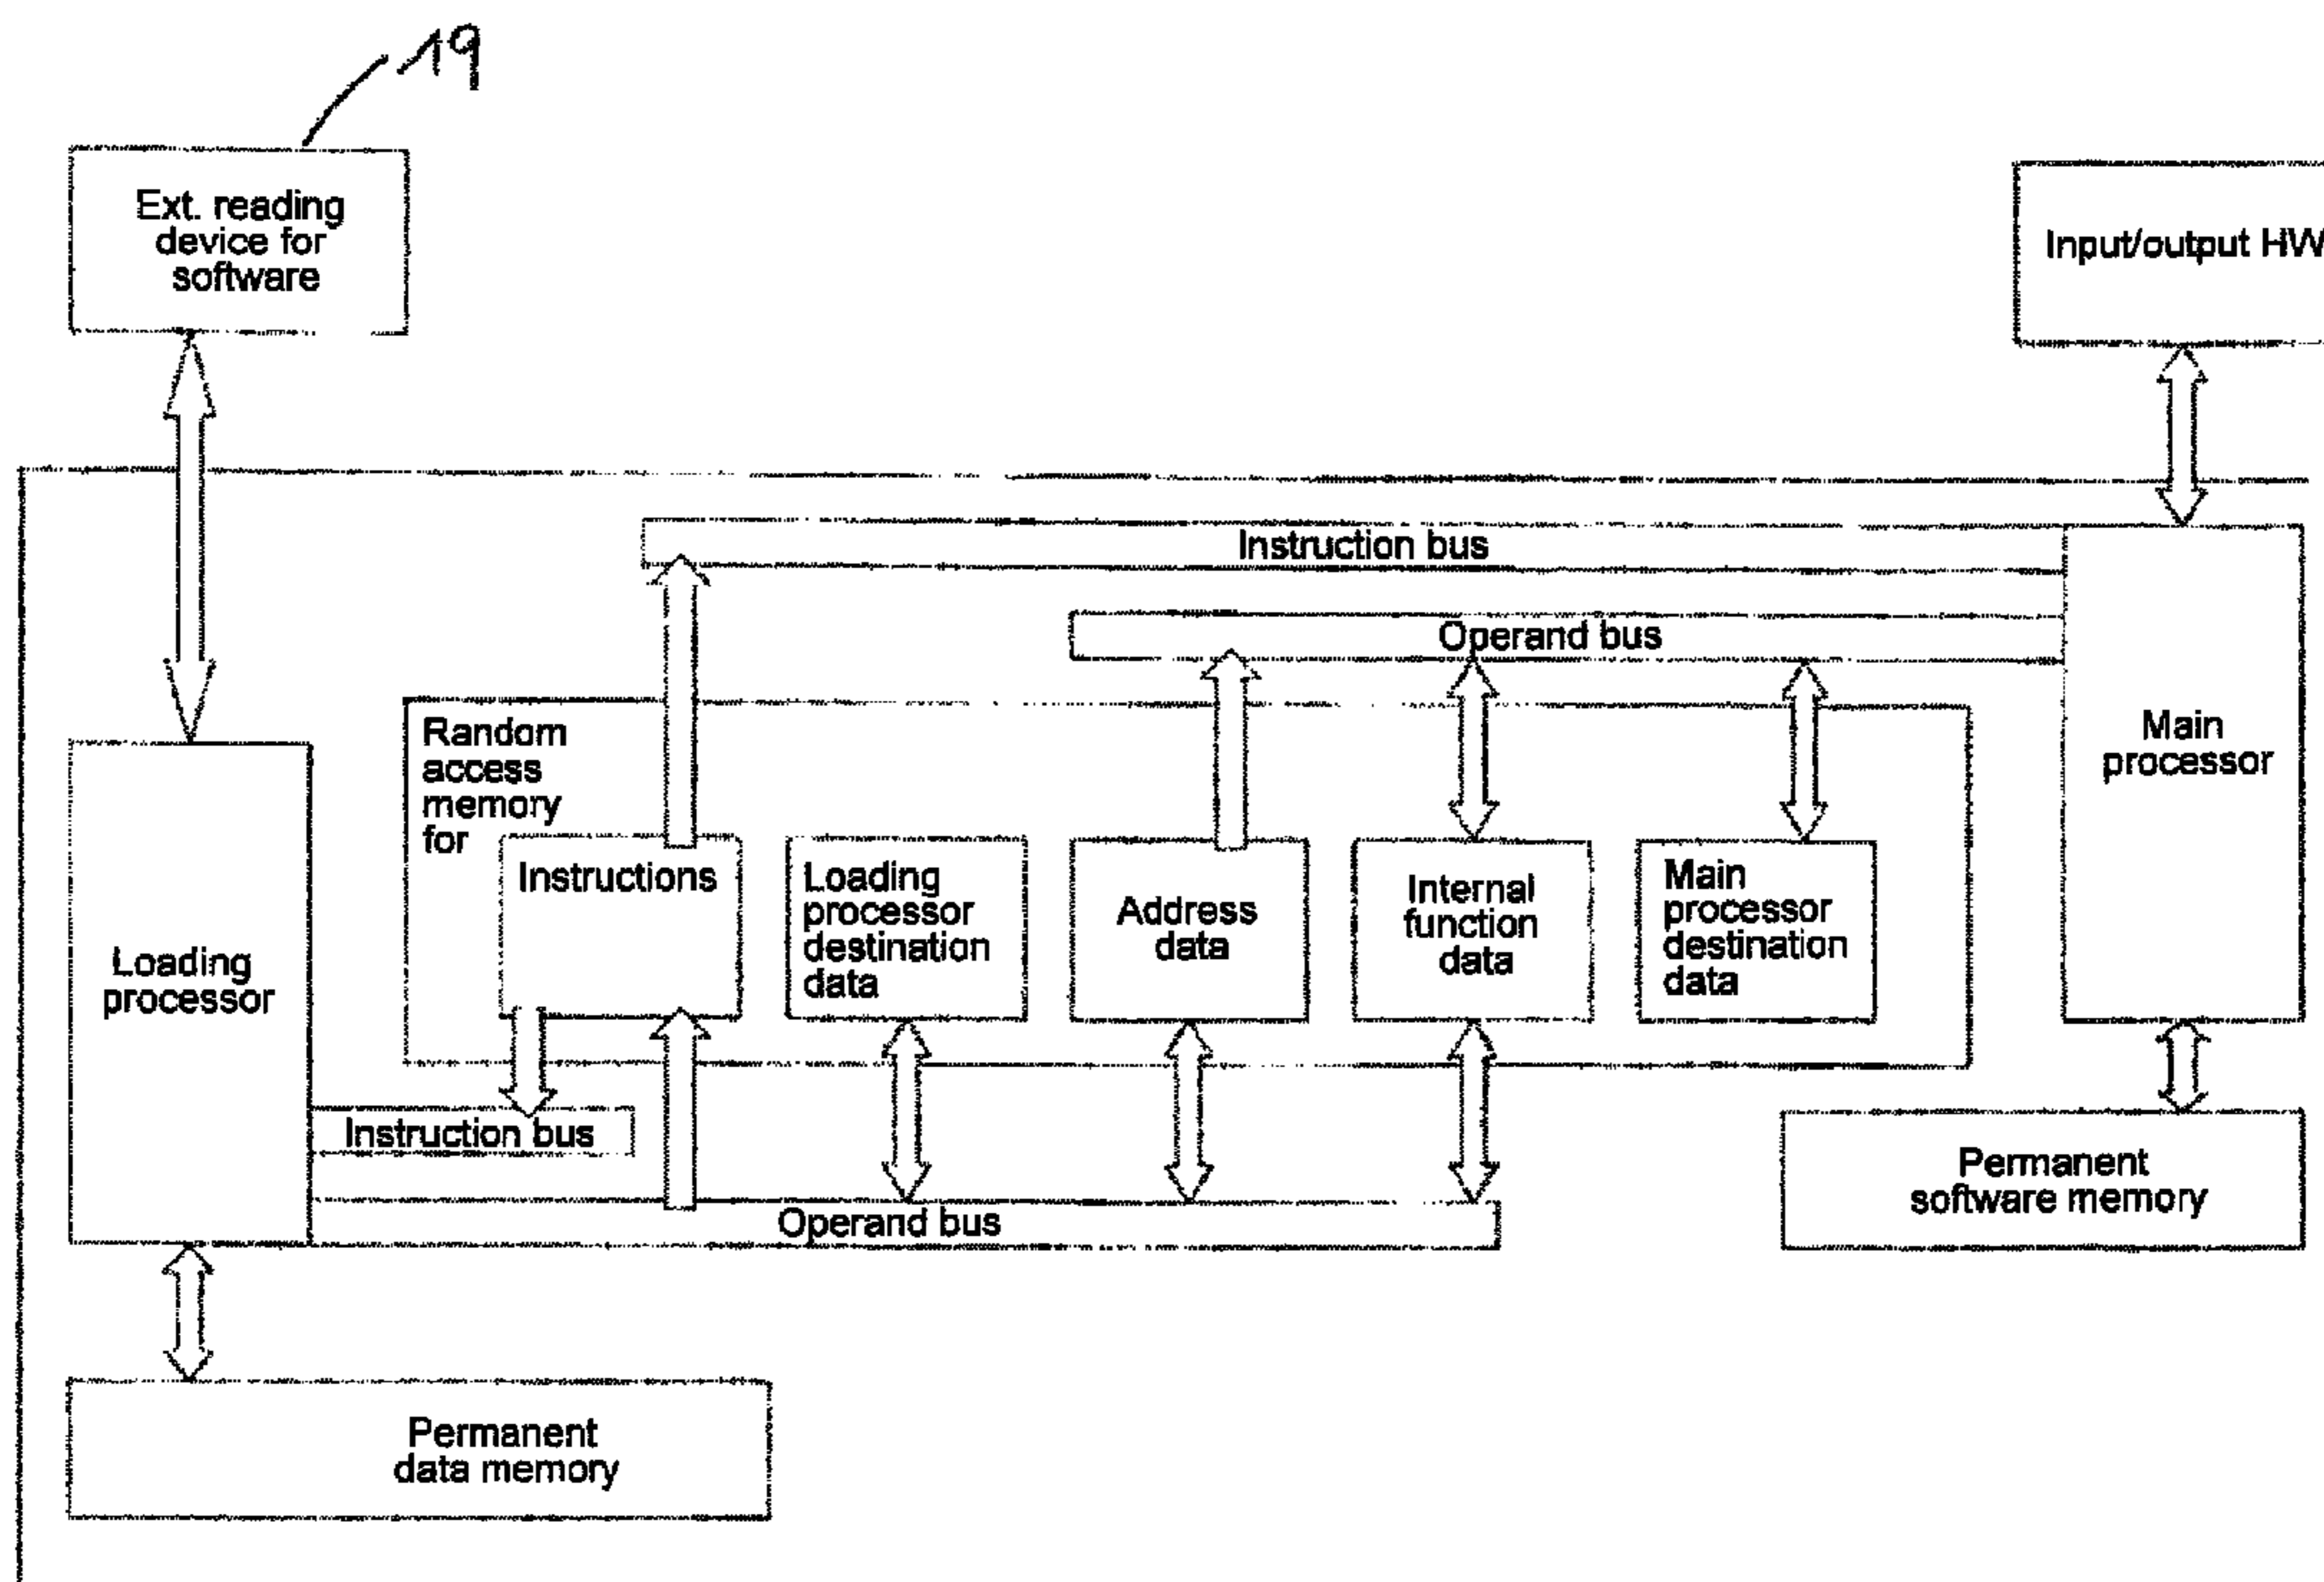 19
Ext. reading
device for
software
Input/output HW
Instruction bus
Operand bus
Random
access
memory
for
Main
processor
Instructions
Loading
processor
destination
data
Address
data
Internal
function
data
Main
processor
destination
data
Loading
processor
Instruction bus
Operand bus
Permanent
software memory
Permanent
data memory